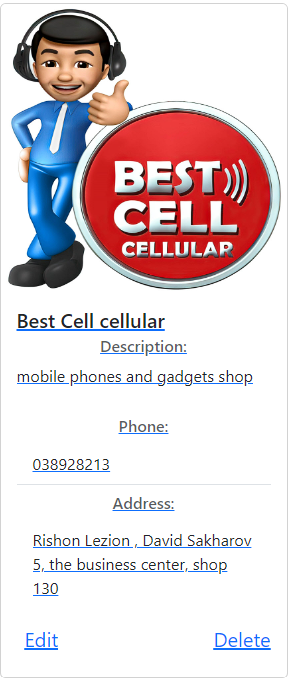 BEST
CELL
CELLULAR
Best Cell cellular
Description:
mobile phones and gadgets shop
Phone:
038928213
Address:
Rishon Lezion , David Sakharov
5, the business center, shop
130
Edit Delete